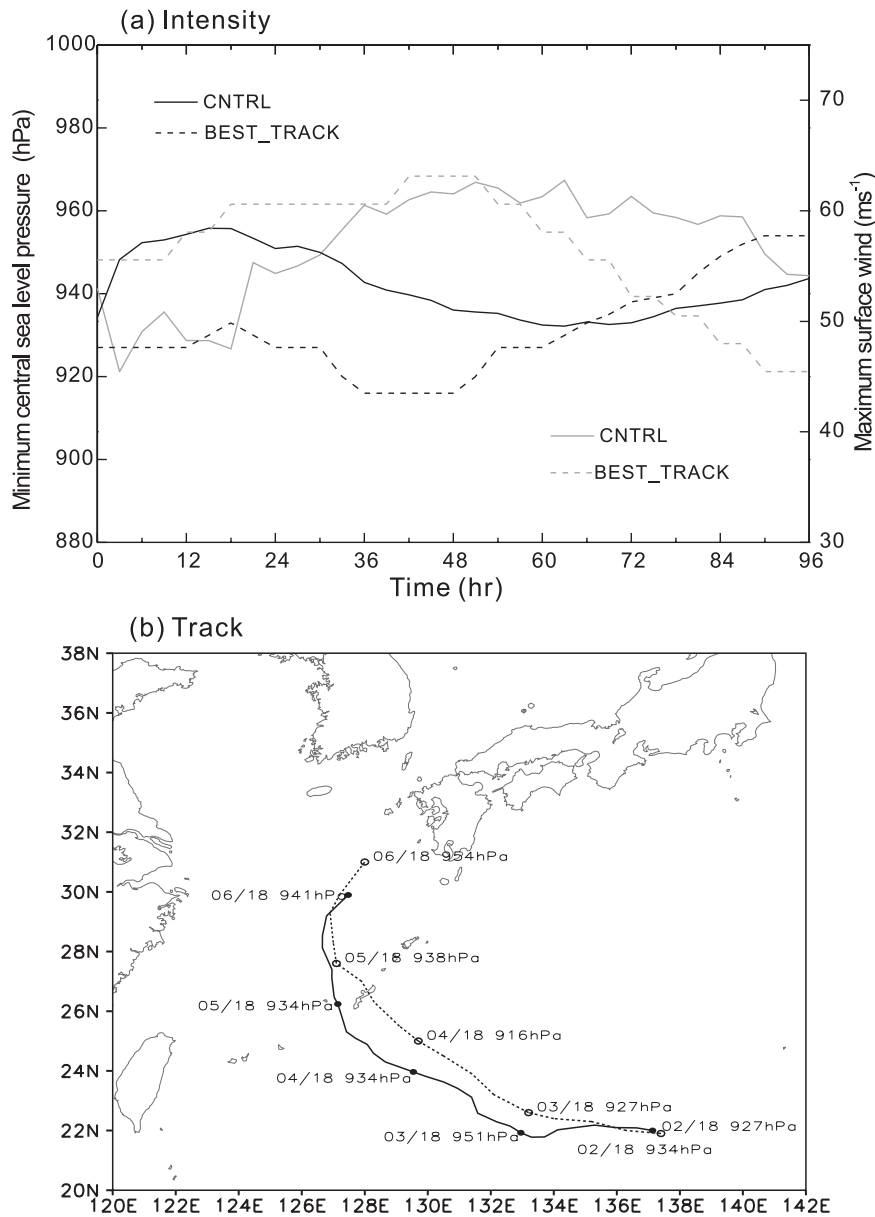 (a) Intensity
1000
980
960
940
920
900
880
Minimum central sea level pressure (hPa)
70
60
50
40
30
Maximum surface wind (ms-1)
CNTRL
BEST_TRACK
CNTRL
BEST_TRACK
0 12 24 36 48 60 72 84 96
Time (hr)
(b) Track
38N
36N
34N
32N
30N
28N
26N
24N
22N
20N
06/18 954hPa
06/18 941hPa
05/18 938hPa
05/18 934hPa
04/18 916hPa
04/18 934hPa
03/18 927hPa
02/18 927hPa
03/18 951hPa
02/18 934hPa
120E 122E 124E 126E 128E 130E 132E 134E 136E 138E 140E 142E